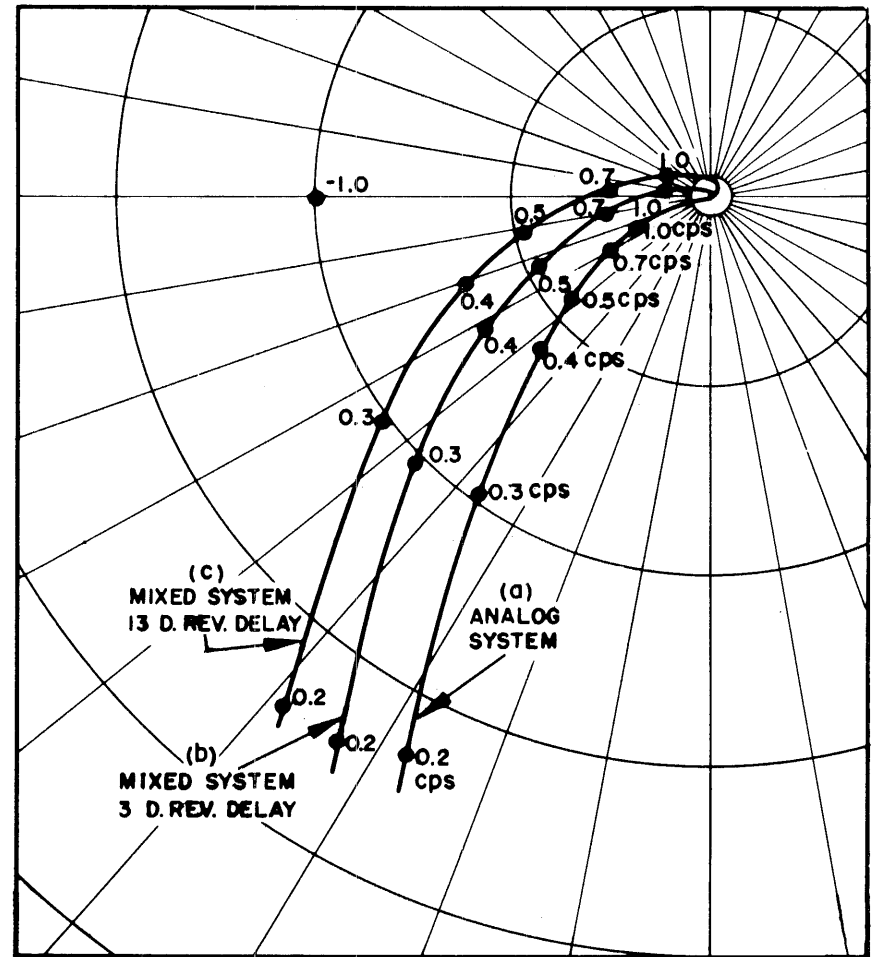 1.0
0.7
-1.0
0.7
1.0
0.5
1.0cps
0.7cps
0.5
0.5cps
0.4
0.4
0.4 cps
0.3
0.3
0.3 cps
(c)
MIXED SYSTEM
13 D. REV. DELAY
(a)
ANALOG
SYSTEM
0.2
0.2
0.2
cps
(b)
MIXED SYSTEM
3 D. REV. DELAY